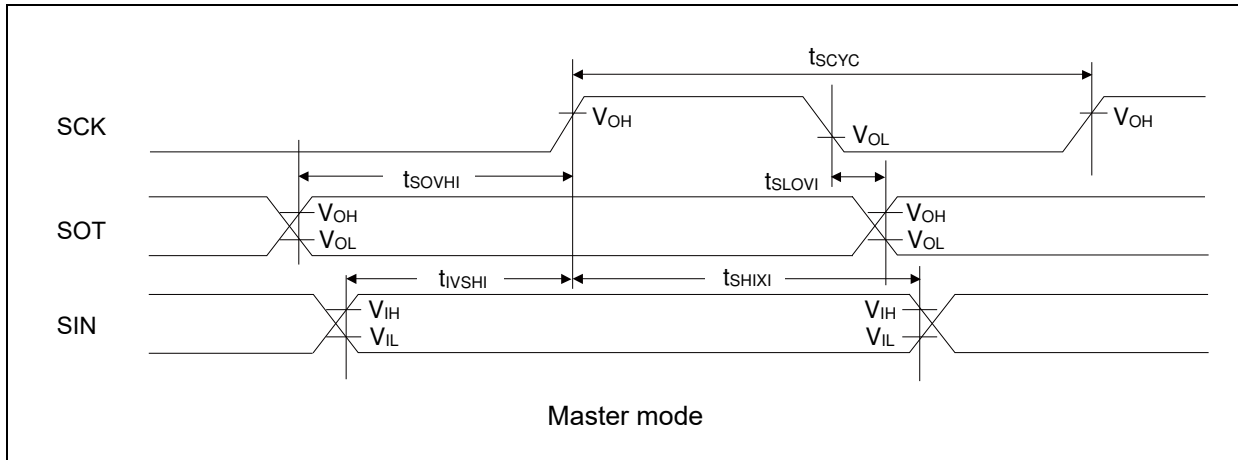 tSCYC
SCK
VOH
VOL
VOH
tSOVHI
tSLOVI
SOT
VOH
VOL
VOH
VOL
tIVSHI
tSHIXI
SIN
VIH
VIL
VIH
VIL
Master mode